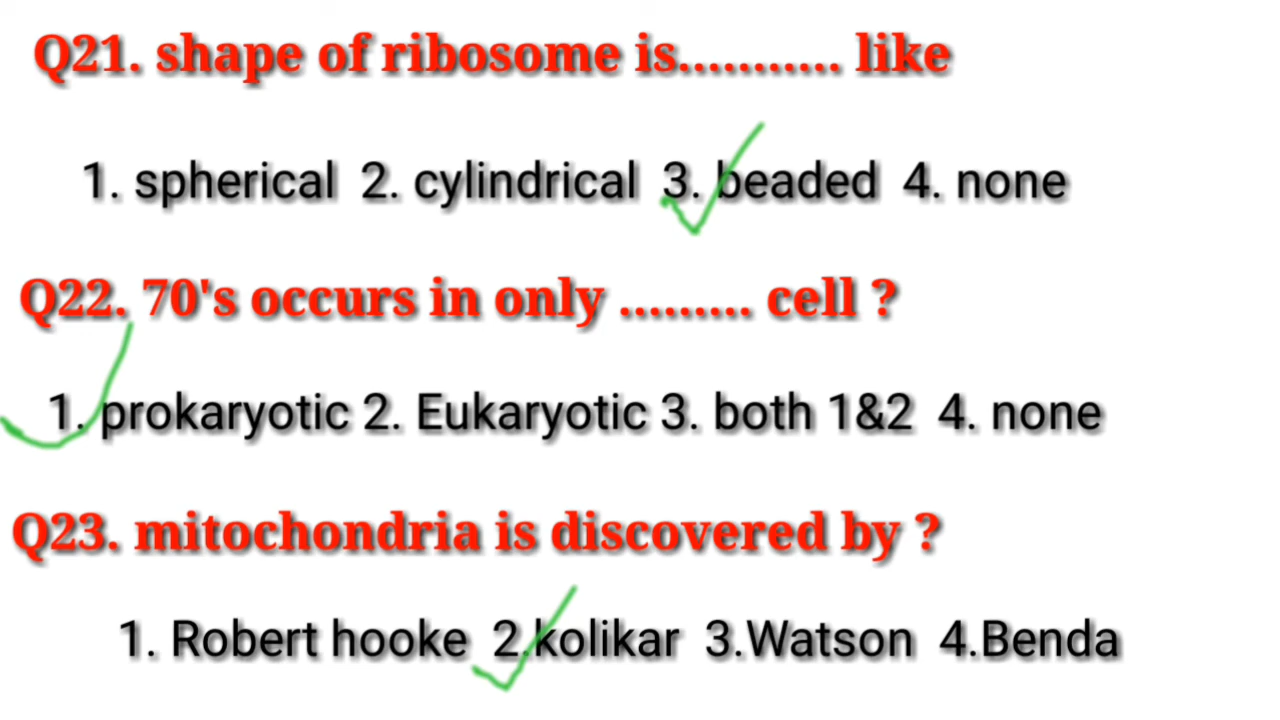 Q21. shape of ribosome is........... like
1. spherical 2. cylindrical 3. beaded 4. none
Q22. 70's occurs in only ......... cell ?
1. prokaryotic 2. Eukaryotic 3. both 1&2 4. none
Q23. mitochondria is discovered by ?
1. Robert hooke 2.kolikar 3.Watson 4.Benda